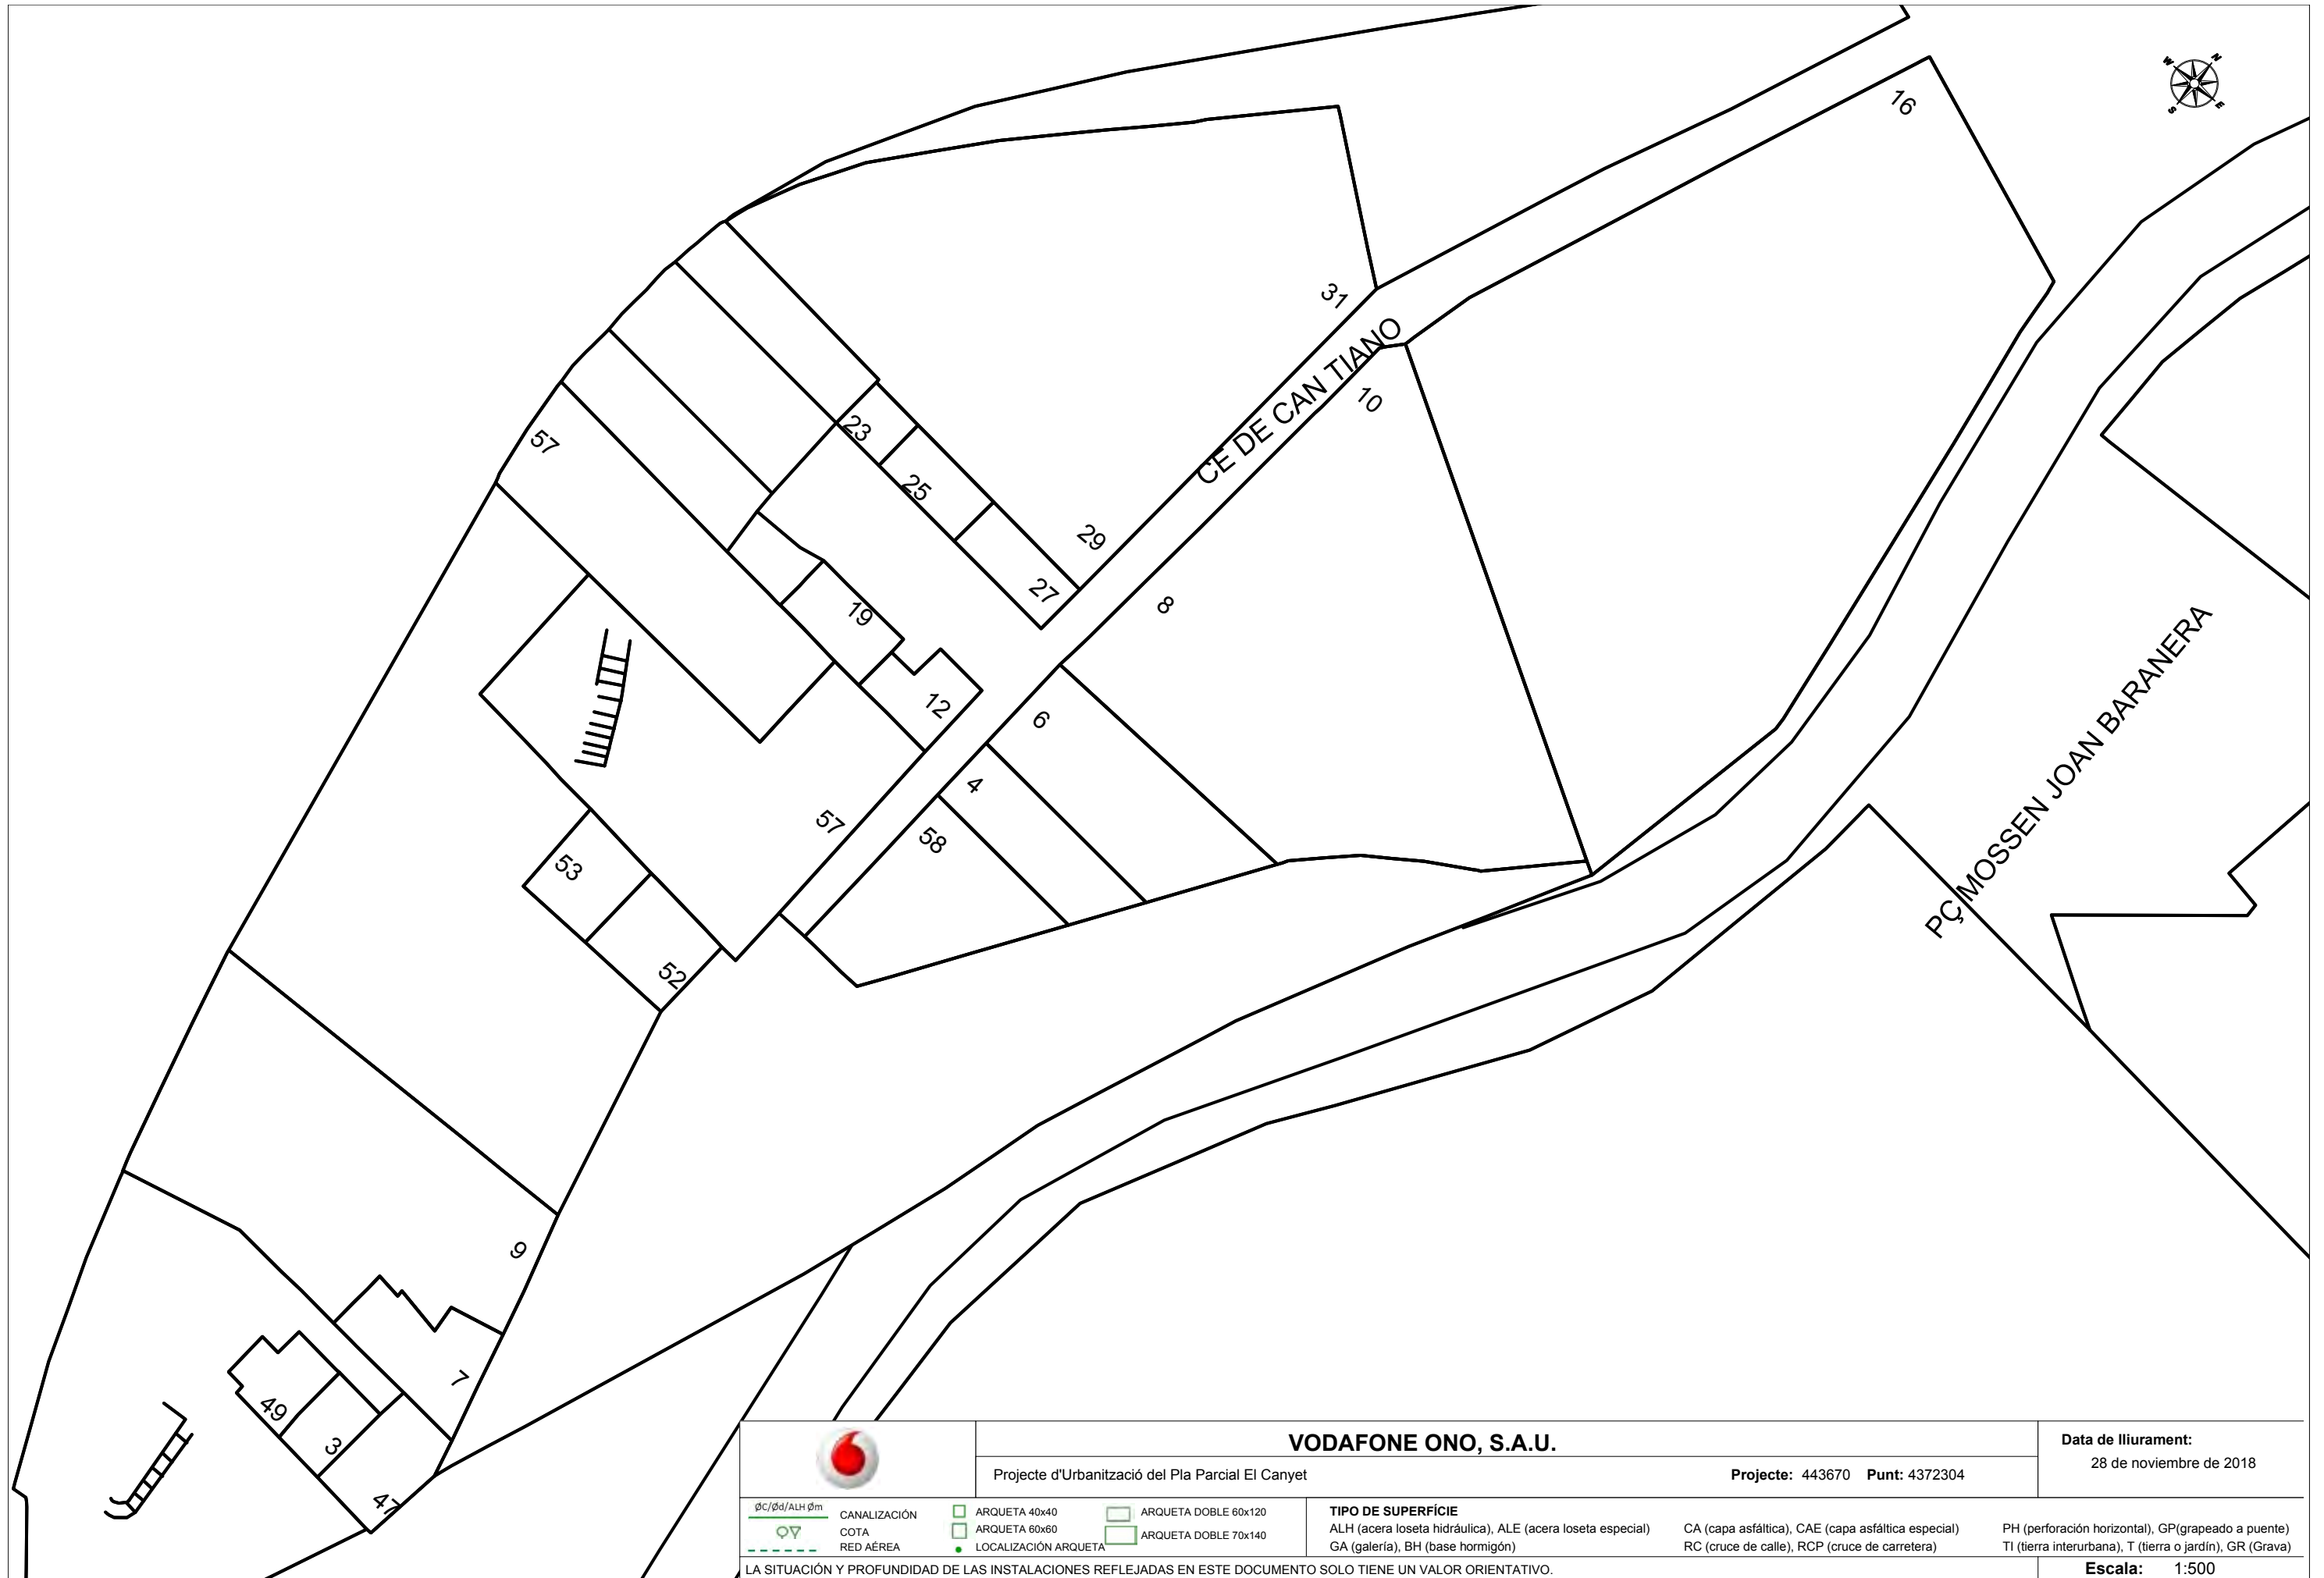 W N
S E
16
31
CE DE CAN TIANO
10
57
23
25
29
27
8
19
12
6
4
58
57
53
52
PÇ MOSSEN JOAN BARANERA
9
7
49
3
47
VODAFONE ONO, S.A.U.
Projecte d'Urbanització del Pla Parcial El Canyet
Projecte: 443670 Punt: 4372304
Data de lliurament:
28 de noviembre de 2018
ØC/Ød/ALH Øm
CANALIZACIÓN
COTA
RED AÉREA
ARQUETA 40x40
ARQUETA 60x60
LOCALIZACIÓN ARQUETA
ARQUETA DOBLE 60x120
ARQUETA DOBLE 70x140
TIPO DE SUPERFÍCIE
ALH (acera loseta hidráulica), ALE (acera loseta especial)
GA (galería), BH (base hormigón)
CA (capa asfáltica), CAE (capa asfáltica especial)
RC (cruce de calle), RCP (cruce de carretera)
PH (perforación horizontal), GP(grapeado a puente)
TI (tierra interurbana), T (tierra o jardín), GR (Grava)
LA SITUACIÓN Y PROFUNDIDAD DE LAS INSTALACIONES REFLEJADAS EN ESTE DOCUMENTO SOLO TIENE UN VALOR ORIENTATIVO.
Escala: 1:500